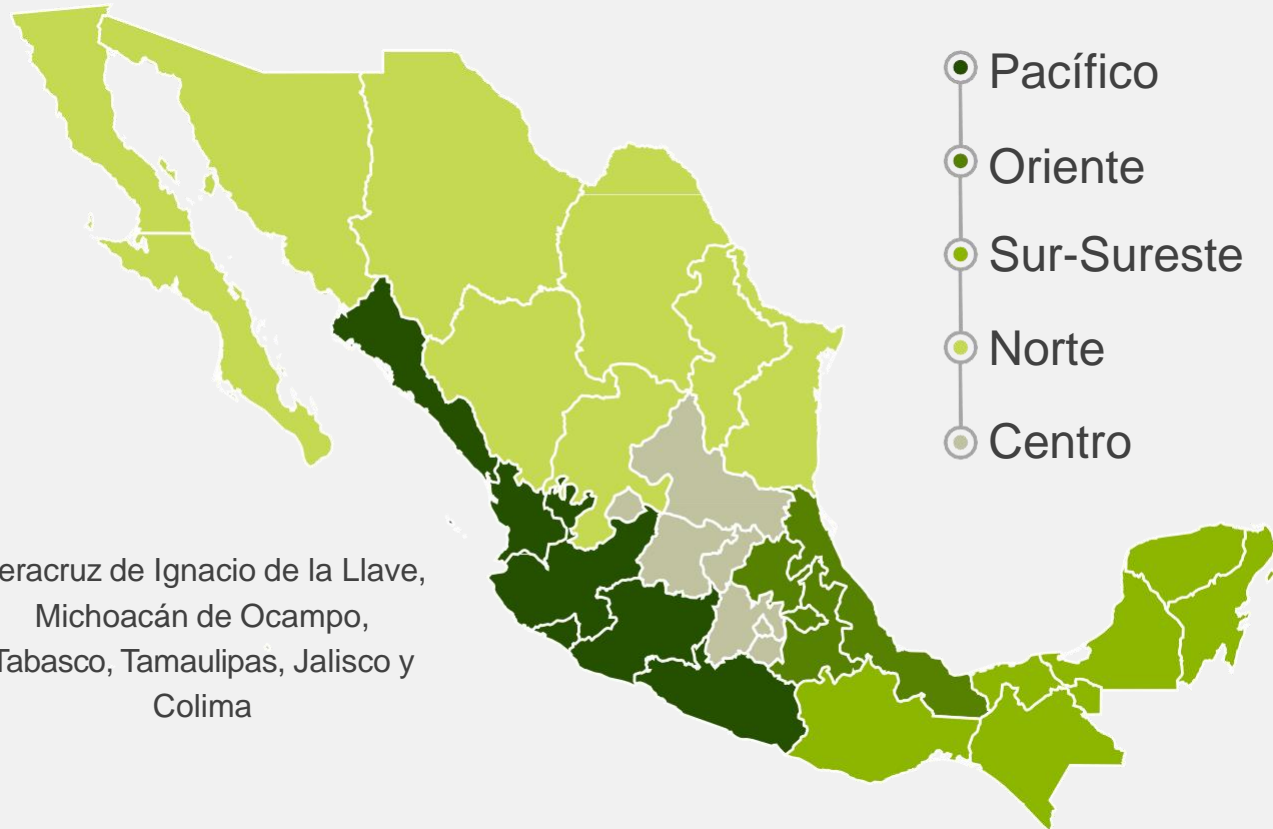 Pacífico
Oriente
Sur-Sureste
Norte
Centro
eracruz de Ignacio de la Llave,
Michoacán de Ocampo,
Tabasco, Tamaulipas, Jalisco y
Colima